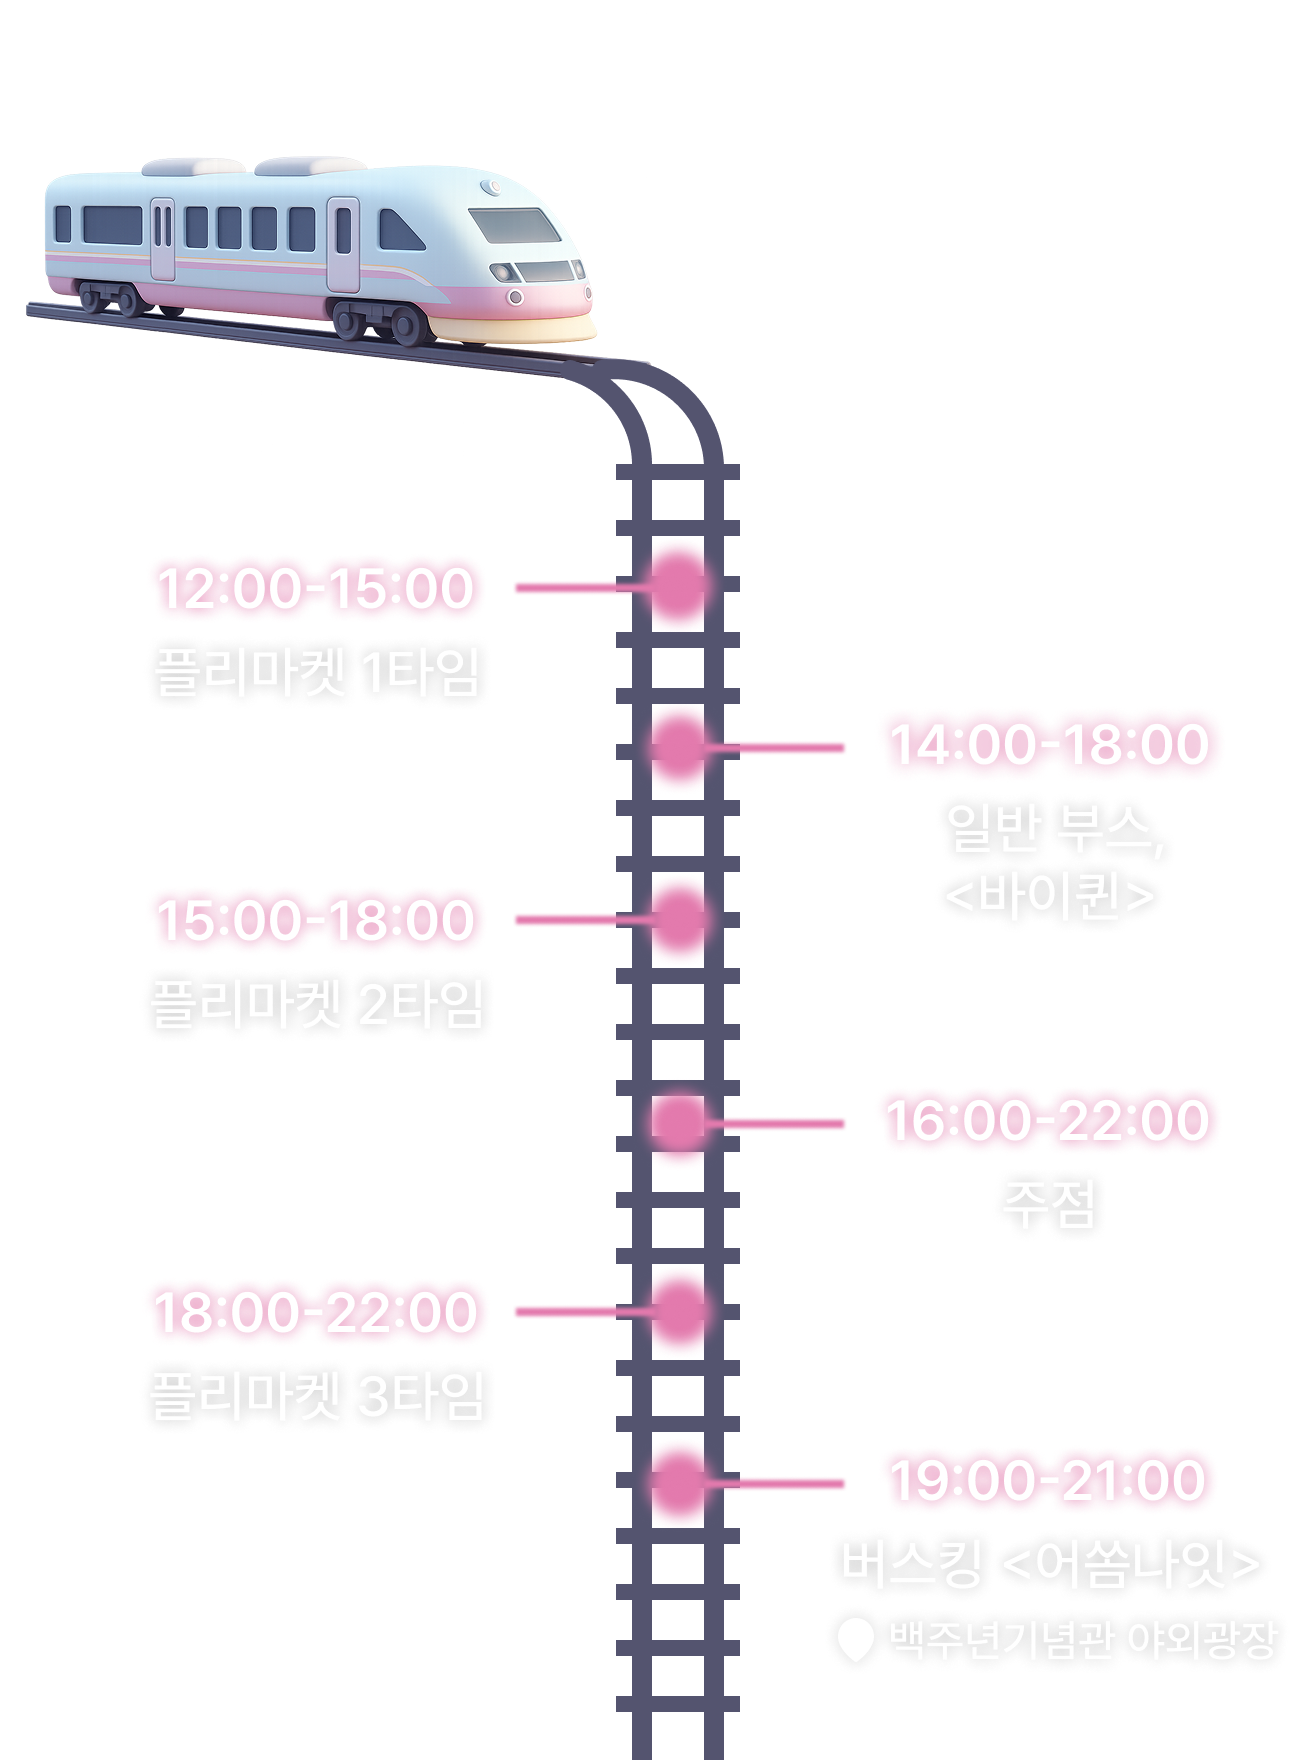 12:00-15:00
플리마켓 1타임
14:00-18:00
일반 부스,
<바이퀸>
15:00-18:00
플리마켓 2타임
16:00-22:00
주점
18:00-22:00
플리마켓 3타임
19:00-21:00
버스킹 <어쏨나잇>
백주년기념관 야외광장